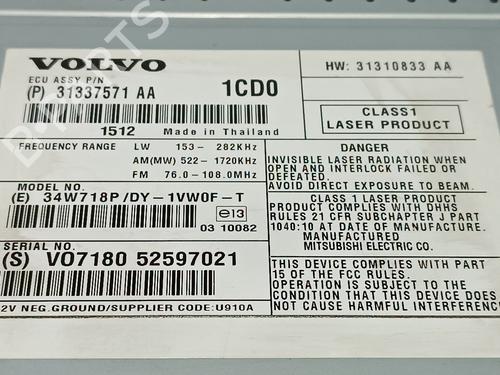 VOLVO
ECU ASSY P/N
(P) 31337571 AA
1CD0
1512 Made in Thailand
FREQUENCY RANGE LW 153 - 282KHz
AM(MW) 522 - 1720KHz
FM 76.0 - 108.0MHz
MODEL NO.
(E) 34W718P/DY-1VW0F-T
e13
03 10082
SERIAL NO.
(S) VO7180 52597021
2V NEG.GROUND/SUPPLIER CODE:U910A
HW: 31310833 AA
CLASS1
LASER PRODUCT
DANGER
INVISIBLE LASER RADIATION WHEN
OPEN AND INTERLOCK FAILED OR
DEFEATED.
AVOID DIRECT EXPOSURE TO BEAM.
CLASS 1 LASER PRODUCT
PRODUCT COMPLIES WITH DHHS
RULES 21 CFR SUBCHAPTER J PART
1040:10 AT DATE OF MANUFACTURE.
MANUFACTURED
MITSUBISHI ELECTRIC CO.
THIS DEVICE COMPLIES WITH PART
15 OF THE FCC RULES.
OPERATION IS SUBJECT TO THE
CONDITION THAT THIS DEVICE DOES
NOT CAUSE HARMFUL INTERFERENCE